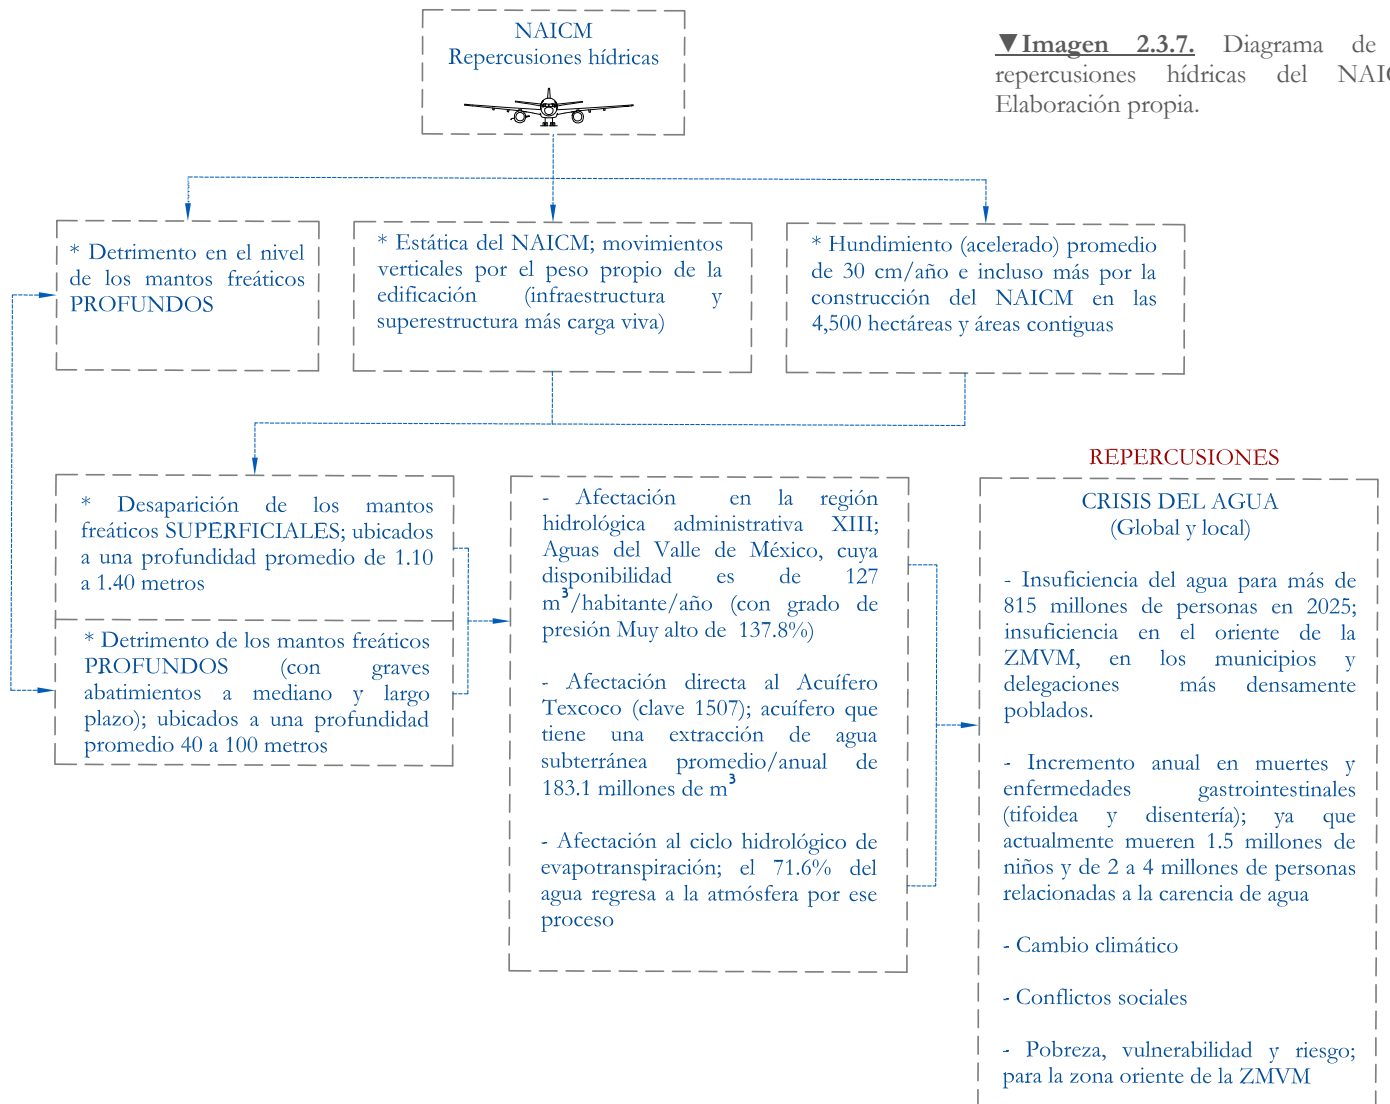 NAICM
Repercusiones hídricas
▼Imagen 2.3.7. Diagrama de
repercusiones hídricas del
Elaboración propia.
* Detrimento en el nivel
de los mantos freáticos
PROFUNDOS
* Estática del NAICM; movimientos
verticales por el peso propio de la
edificación (infraestructura y
superestructura más carga viva)
* Hundimiento (acelerado) promedio
de 30 cm/año e incluso más por la
construcción del NAICM en las
4,500 hectáreas y áreas contiguas
* Desaparición de los mantos
freáticos SUPERFICIALES; ubicados
a una profundidad promedio de 1.10
a 1.40 metros
* Detrimento de los mantos freáticos
PROFUNDOS (con graves
abatimientos a mediano y largo
plazo); ubicados a una profundidad
promedio 40 a 100 metros
- Afectación en la región
hidrológica administrativa XIII;
Aguas del Valle de México, cuya
disponibilidad es de 127
m³/habitante/año (con grado de
presión Muy alto de 137.8%)
- Afectación directa al Acuífero
Texcoco (clave 1507); acuífero que
tiene una extracción de agua
subterránea promedio/anual de
183.1 millones de m³
- Afectación al ciclo hidrológico de
evapotranspiración; el 71.6% del
agua regresa a la atmósfera por ese
proceso
REPERCUSIONES
CRISIS DEL AGUA
(Global y local)
- Insuficiencia del agua para más de
815 millones de personas en 2025;
insuficiencia en el oriente de la
ZMVM, en los municipios y
delegaciones más densamente
poblados.
- Incremento anual en muertes y
enfermedades gastrointestinales
(tifoidea y disentería); ya que
actualmente mueren 1.5 millones de
niños y de 2 a 4 millones de personas
relacionadas a la carencia de agua
- Cambio climático
- Conflictos sociales
- Pobreza, vulnerabilidad y riesgo;
para la zona oriente de la ZMVM